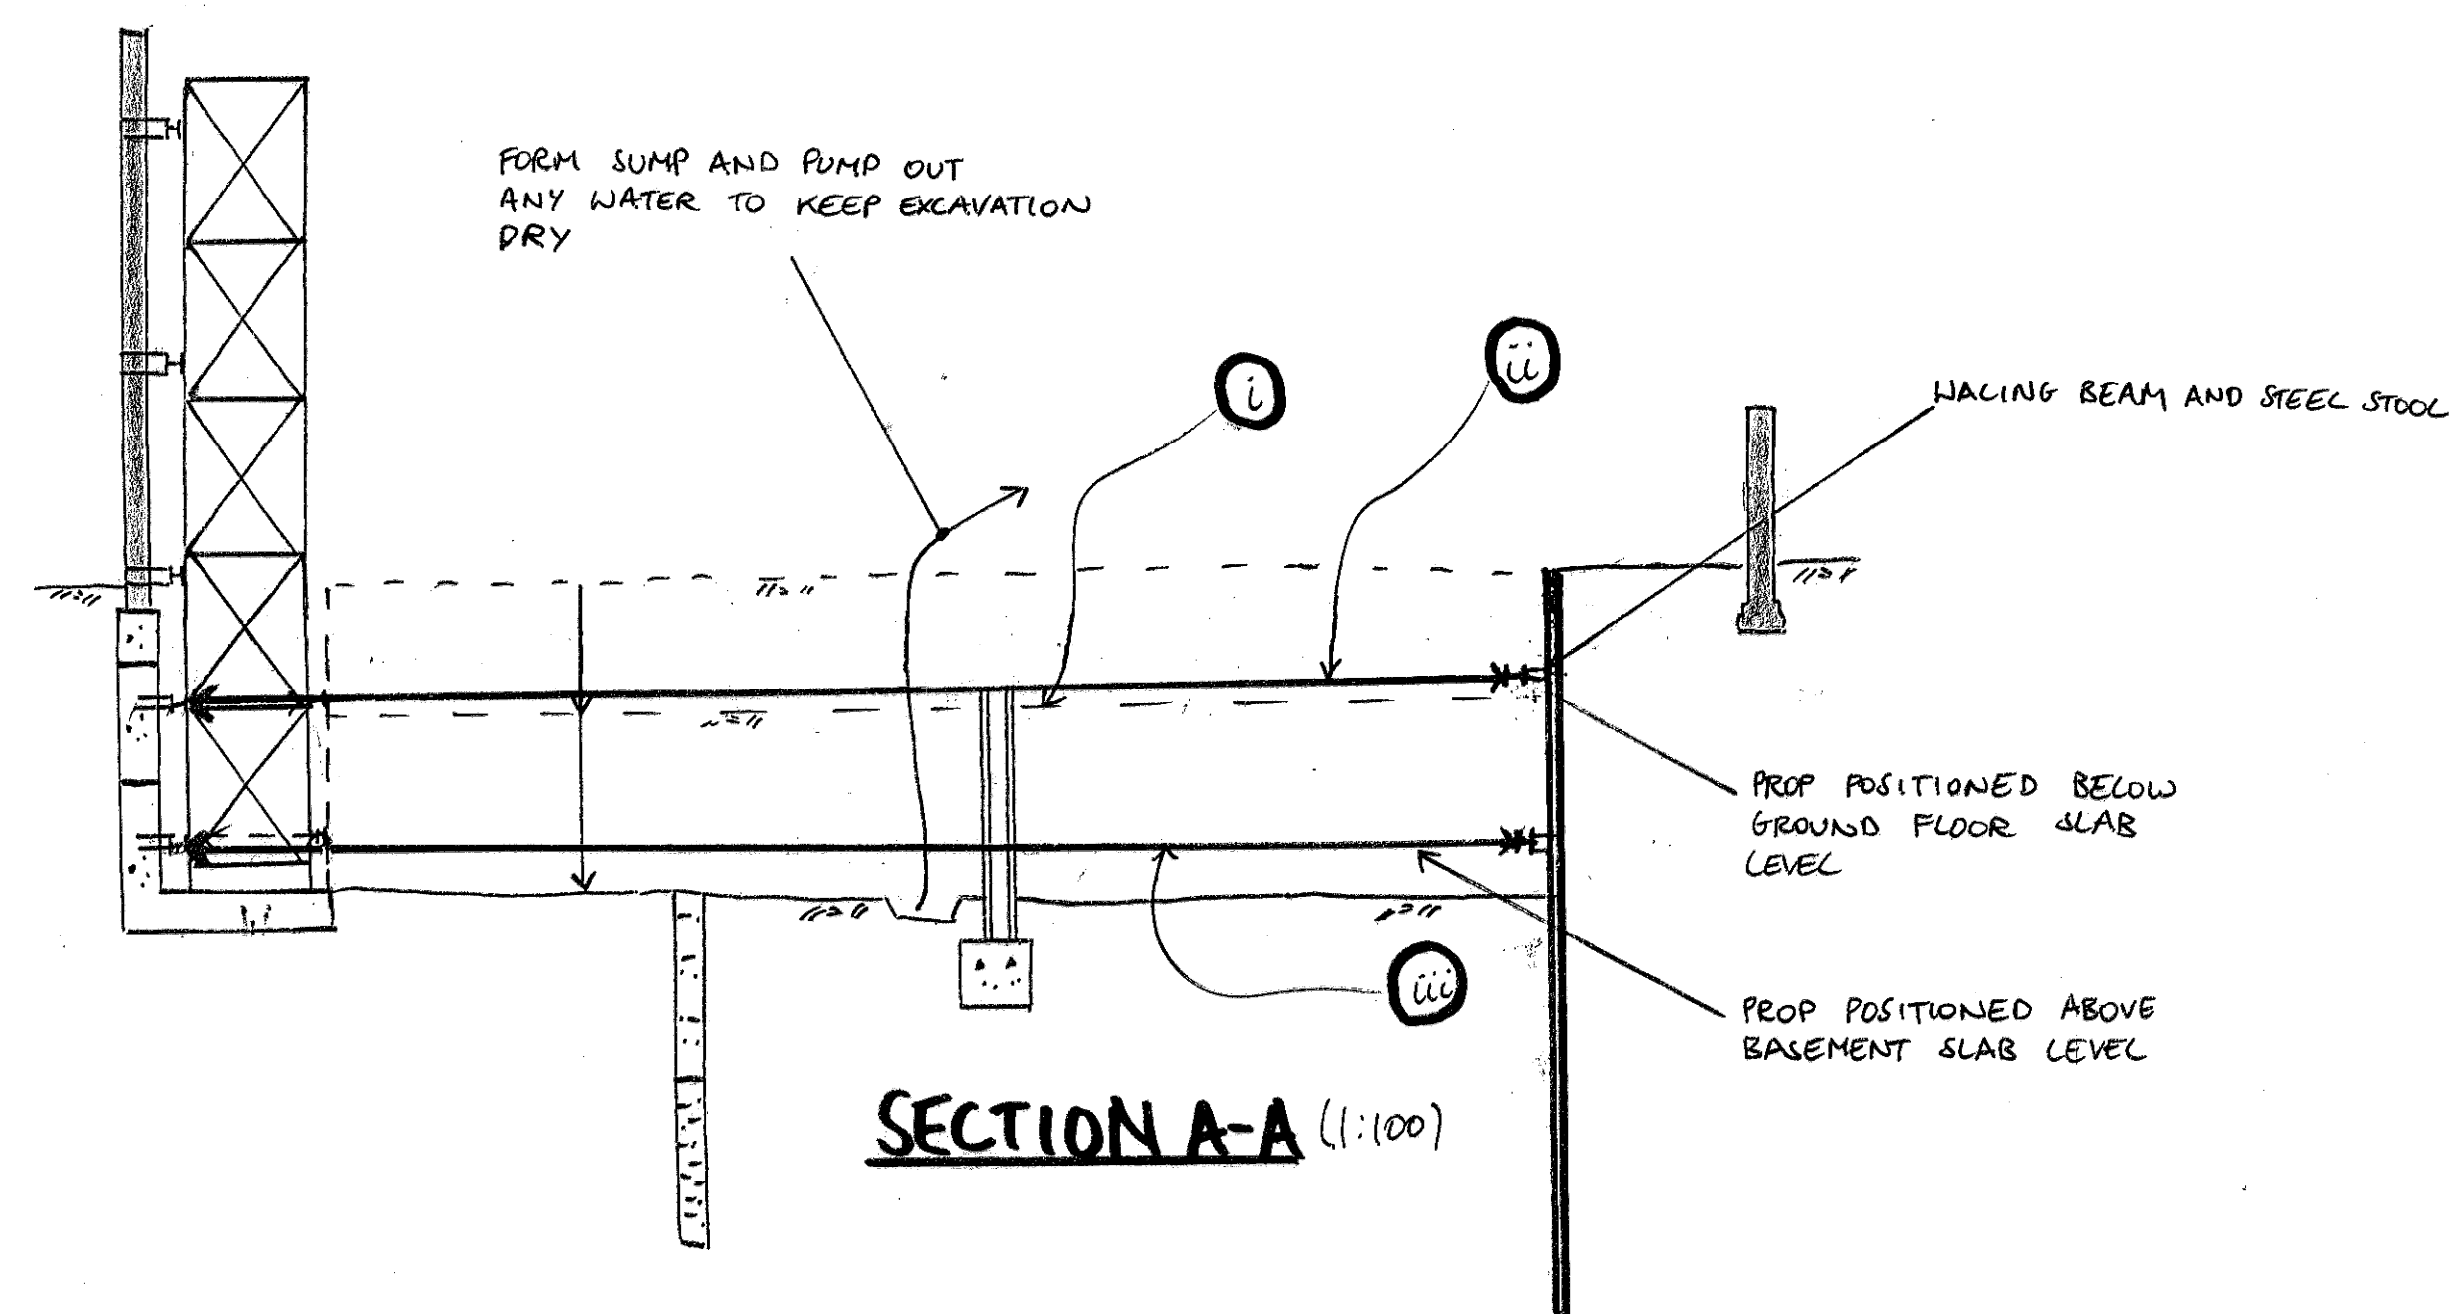 FORM SUMP AND PUMP OUT
ANY WATER TO KEEP EXCAVATION
DRY
i
ii
WALING BEAM AND STEEL STOOL
PROP POSITIONED BELOW
GROUND FLOOR SLAB
LEVEL
iii
PROP POSITIONED ABOVE
BASEMENT SLAB LEVEL
SECTION A-A (1:100)